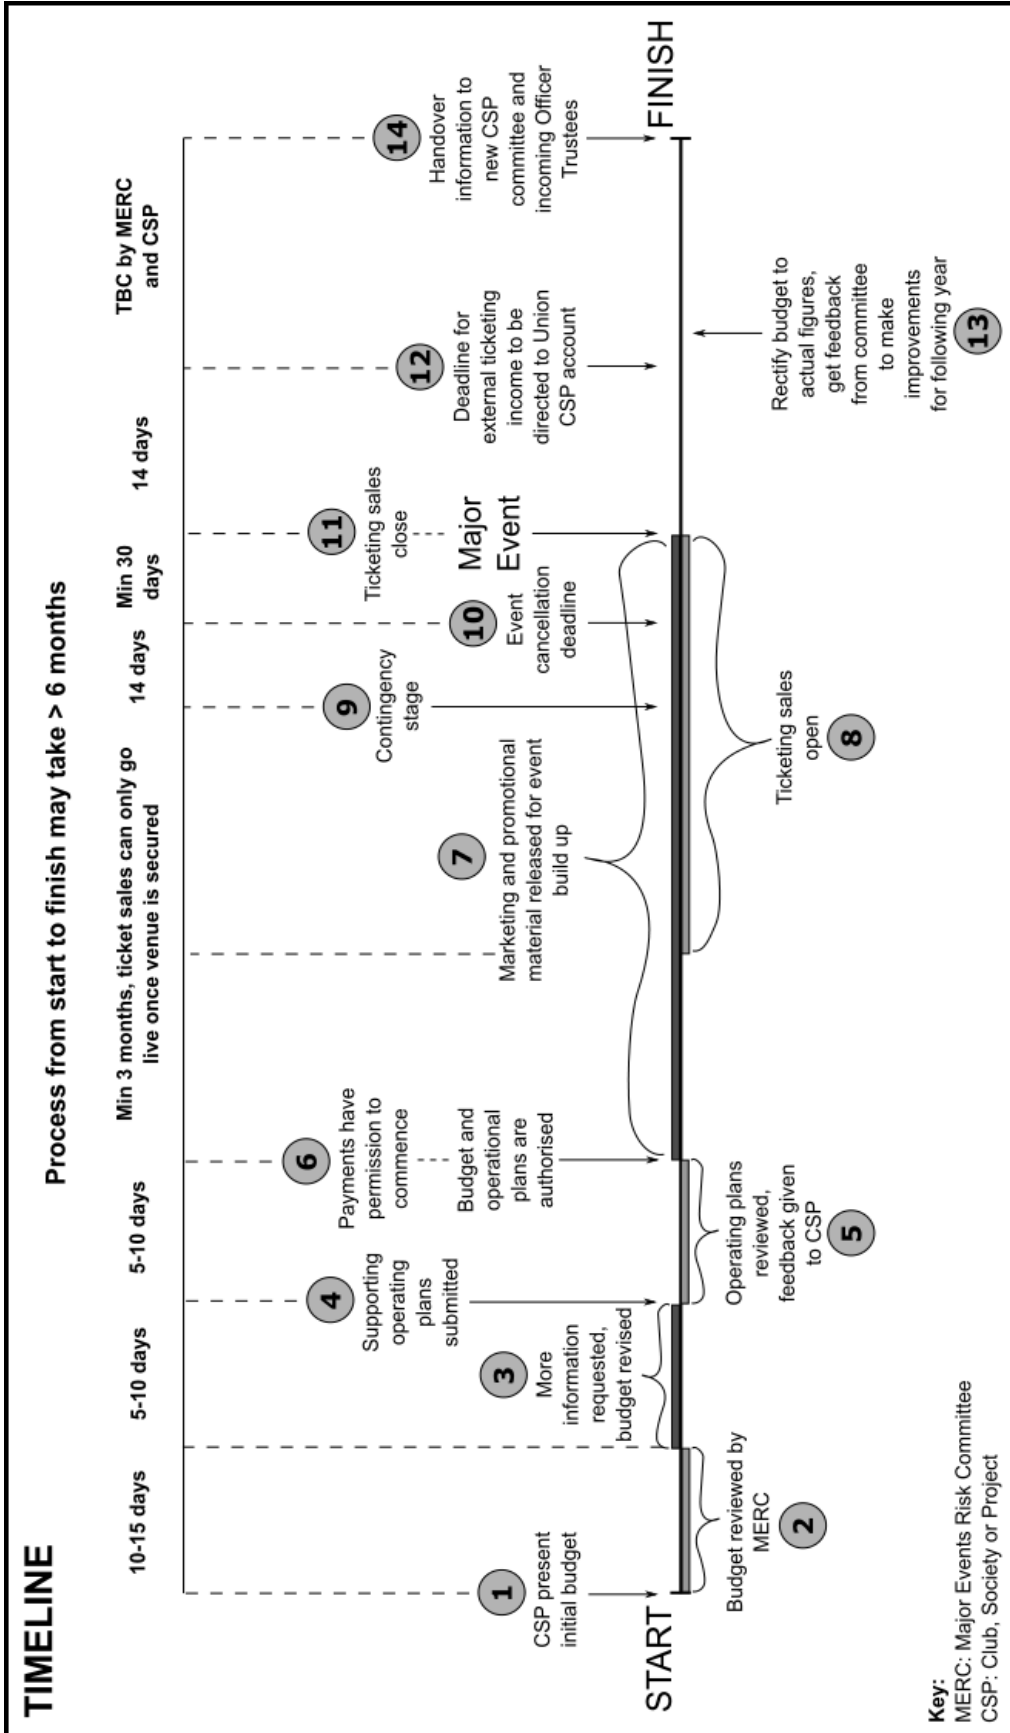 TIMELINE
Process from start to finish may take > 6 months
10-15 days
5-10 days
5-10 days
Min 3 months, ticket sales can only go
live once venue is secured
14 days
Min 30
days
14 days
TBC by MERC
and CSP
1
CSP present
initial budget
START
2
Budget reviewed by
MERC
3
More
information
requested,
budget revised
4
Supporting
operating
plans
submitted
5
Operating plans
reviewed,
feedback given
to CSP
6
Payments have
permission to
commence
Budget and
operational
plans are
authorised
7
Marketing and promotional
material released for event
build up
8
Ticketing sales
open
9
Contingency
stage
10
Event
cancellation
deadline
11
Ticketing sales
close
Major
Event
12
Deadline for
external ticketing
income to be
directed to Union
CSP account
13
Rectify budget to
actual figures,
get feedback
from committee
to make
improvements
for following year
14
Handover
information to
new CSP
committee and
incoming Officer
Trustees
FINISH
Key:
MERC: Major Events Risk Committee
CSP: Club, Society or Project